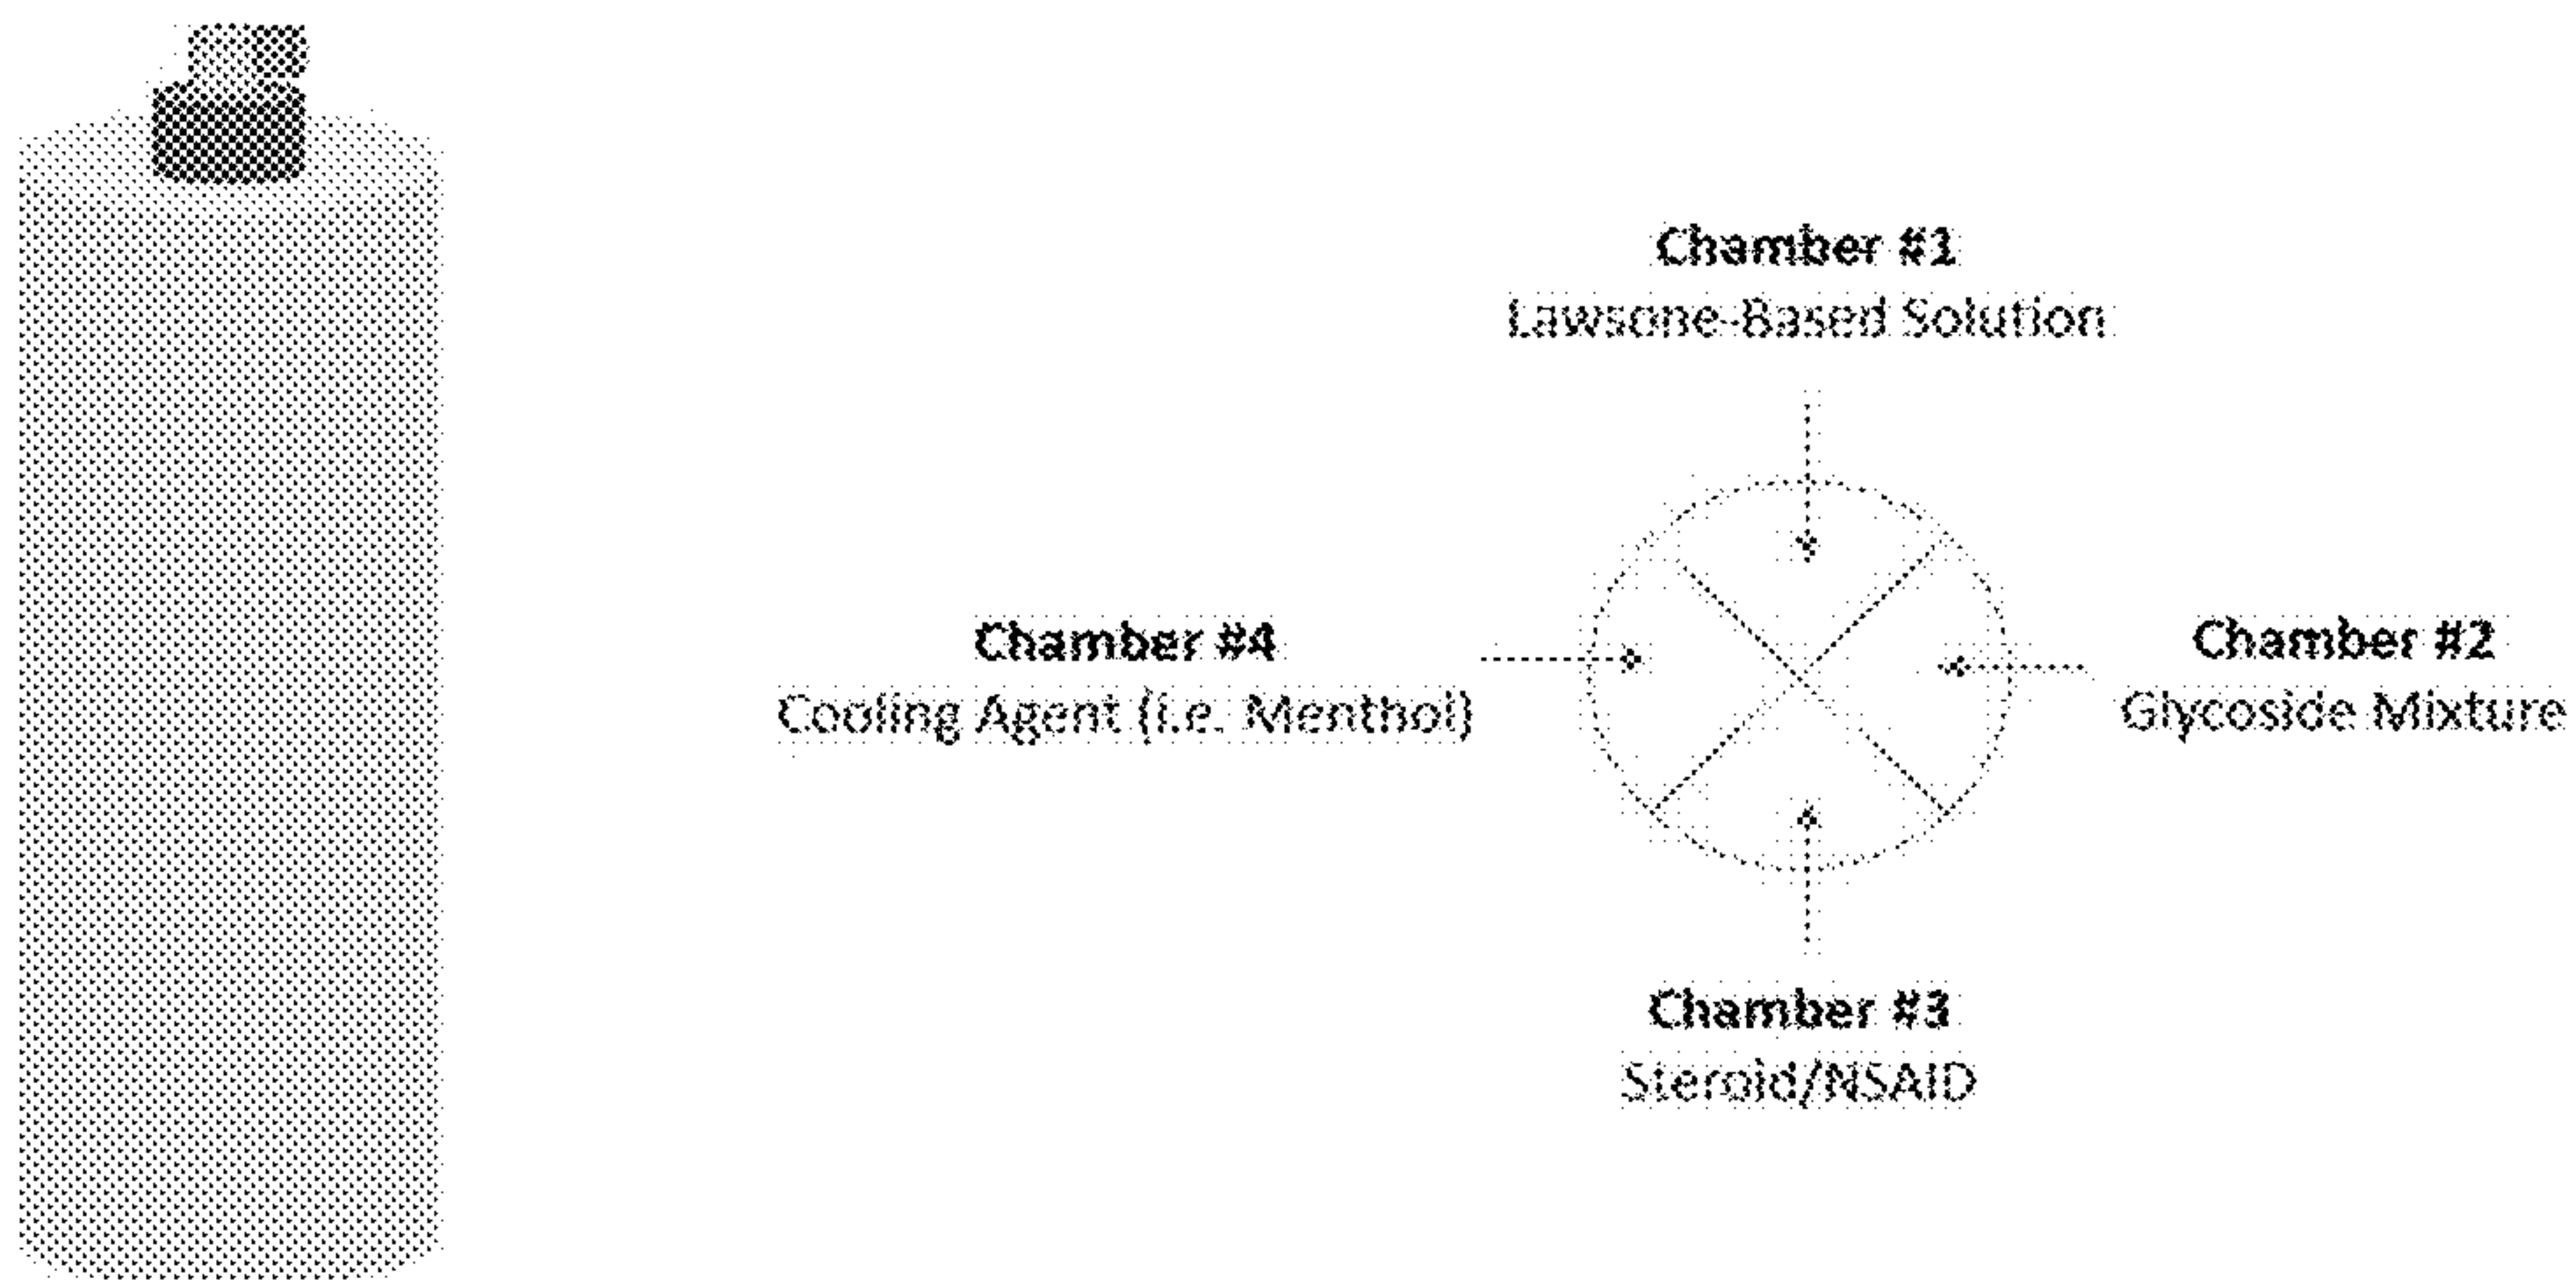 Chamber #1
Lawsone-Based Solution
Chamber #4
Cooling Agent (i.e. Menthol)
Chamber #2
Glycoside Mixture
Chamber #3
Steroid/NSAID